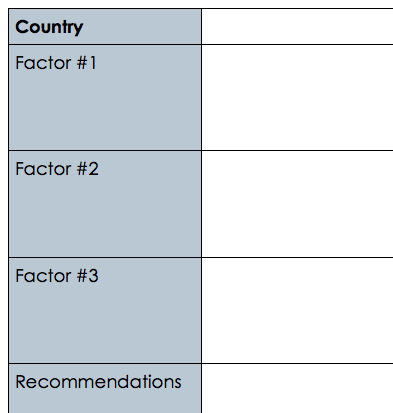 Country
Factor #1
Factor #2
Factor #3
Recommendations